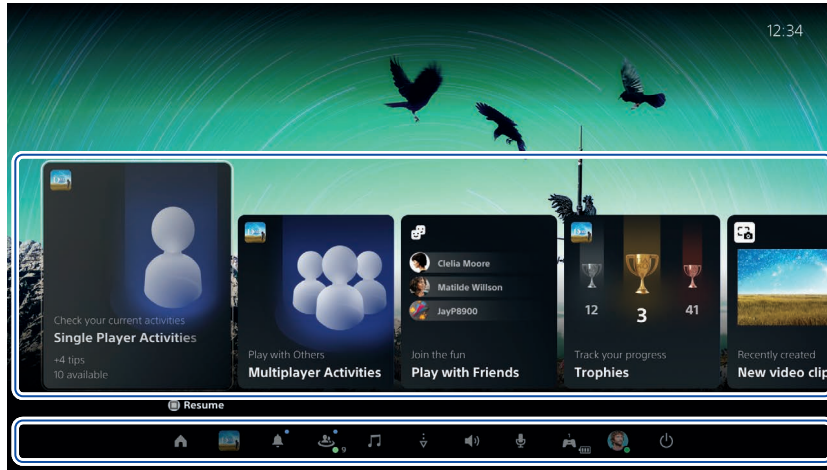 12:34
Check your current activities
Single Player Activities
+4 tips
10 available
Play with Others
Multiplayer Activities
Clelia Moore
Matilde Willson
JayP8900
Join the fun
Play with Friends
12
3
41
Track your progress
Trophies
Recently created
New video clip
Resume
9
1